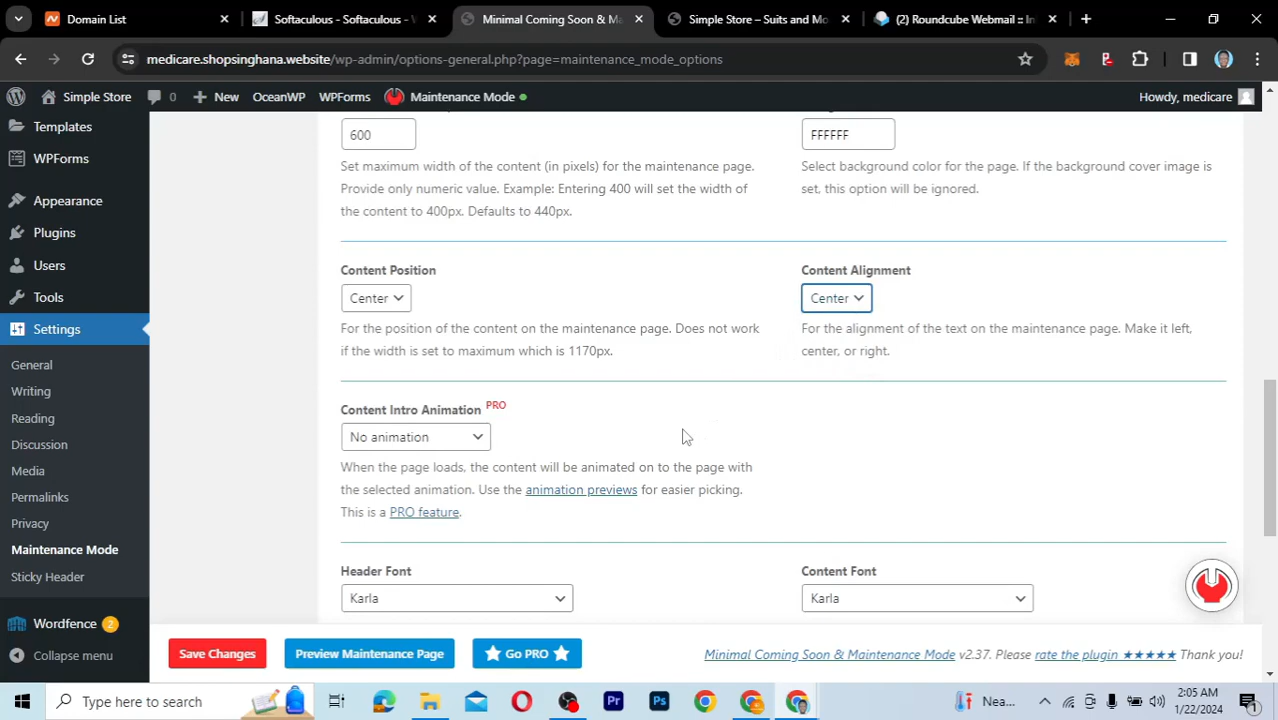 Domain List
Softaculous - Softaculous - V
Minimal Coming Soon & Ma
Simple Store – Suits and Mo
(2) Roundcube Webmail :: In
medicare.shopsinghana.website/wp-admin/options-general.php?page=maintenance_mode_options
Simple Store
0
New
OceanWP
WPForms
Maintenance Mode
Howdy, medicare
Templates
WPForms
Appearance
Plugins
Users
Tools
Settings
General
Writing
Reading
Discussion
Media
Permalinks
Privacy
Maintenance Mode
Sticky Header
Wordfence 2
Collapse menu
600
Set maximum width of the content (in pixels) for the maintenance page.
Provide only numeric value. Example: Entering 400 will set the width of
the content to 400px. Defaults to 440px.
FFFFFF
Select background color for the page. If the background cover image is
set, this option will be ignored.
Content Position
Center
For the position of the content on the maintenance page. Does not work
if the width is set to maximum which is 1170px.
Content Alignment
Center
For the alignment of the text on the maintenance page. Make it left,
center, or right.
Content Intro Animation PRO
No animation
When the page loads, the content will be animated on to the page with
the selected animation. Use the animation previews for easier picking.
This is a PRO feature.
Header Font
Karla
Content Font
Karla
Save Changes
Preview Maintenance Page
Go PRO
Minimal Coming Soon & Maintenance Mode v2.37. Please rate the plugin ★★★★★ Thank you!
Type here to search
Pr
Ps
Nea...
2:05 AM
1/22/2024
1